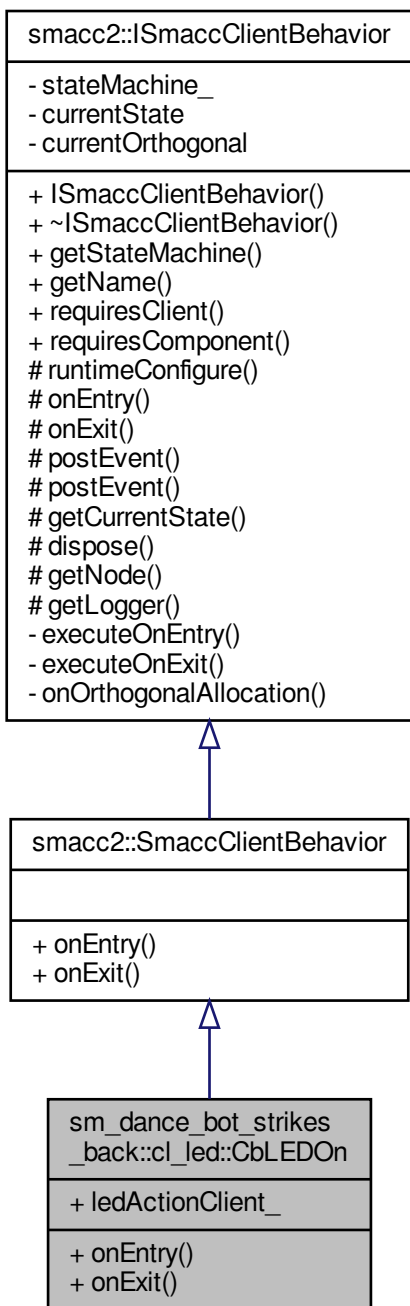 smacc2::ISmaccClientBehavior
- stateMachine_
- currentState
- currentOrthogonal
+ ISmaccClientBehavior()
+ ~ISmaccClientBehavior()
+ getStateMachine()
+ getName()
+ requiresClient()
+ requiresComponent()
# runtimeConfigure()
# onEntry()
# onExit()
# postEvent()
# postEvent()
# getCurrentState()
# dispose()
# getNode()
# getLogger()
- executeOnEntry()
- executeOnExit()
- onOrthogonalAllocation()
smacc2::SmaccClientBehavior
+ onEntry()
+ onExit()
sm_dance_bot_strikes
_back::cl_led::CbLEDOn
+ ledActionClient_
+ onEntry()
+ onExit()